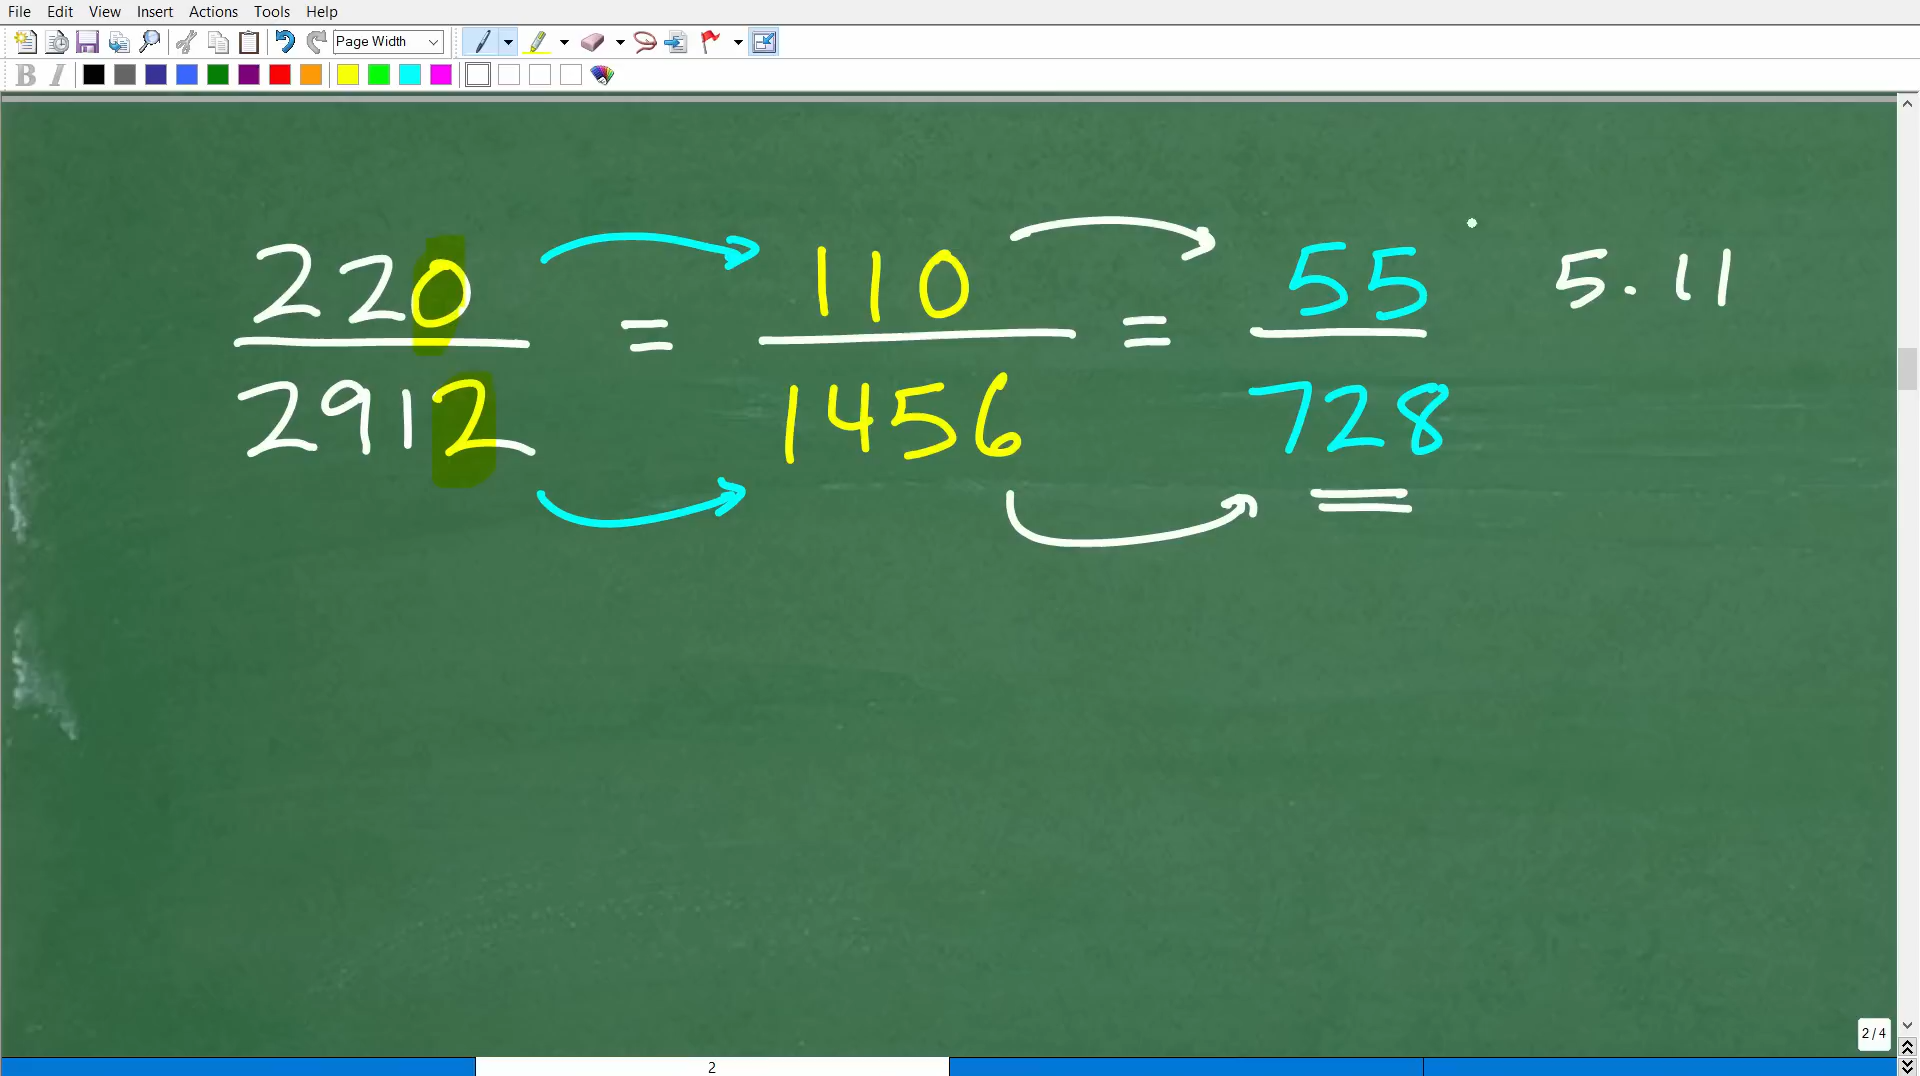 File Edit View Insert Actions Tools Help
Page Width
B I
220 = 110 = 55 5.11
2912 1456 728
2/4
2